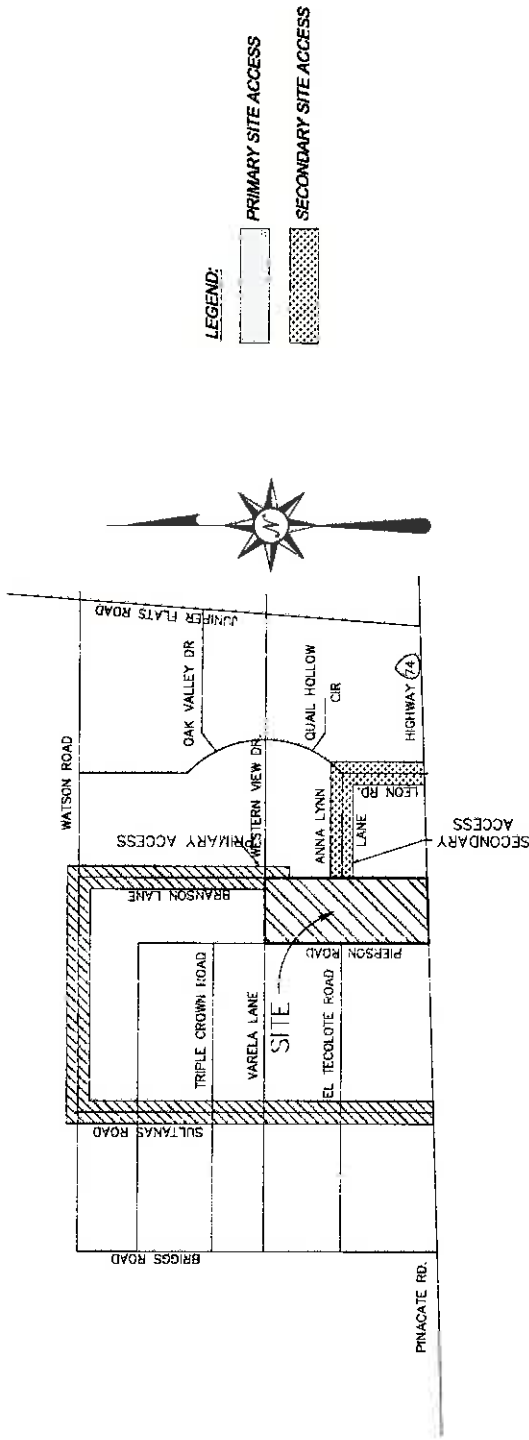 LEGEND:
PRIMARY SITE ACCESS
SECONDARY SITE ACCESS
N
WATSON ROAD
JUNIPER FLATS ROAD
OAK VALLEY DR
WESTERN VIEW DR.
PRIMARY ACCESS
BRANSON LANE
QUAIL HOLLOW
CIR
ANNA LYNN
LANE
LEON RD.
SECONDARY
ACCESS
HIGHWAY 74
TRIPLE CROWN ROAD
VARELA LANE
SITE
PIERSON ROAD
EL TECOLOTE ROAD
SULTANAS ROAD
BRIGGS ROAD
PINACATE RD.